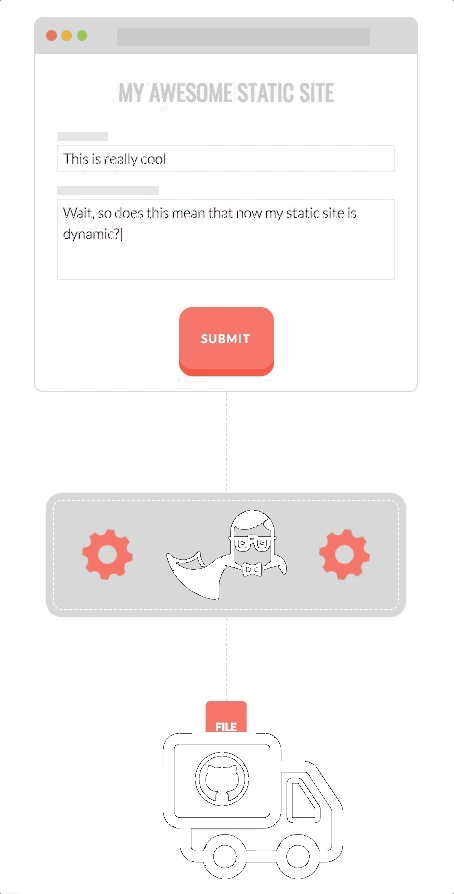 MY AWESOME STATIC SITE
This is really cool
Wait, so does this mean that now my static site is
dynamic?
SUBMIT
FILE